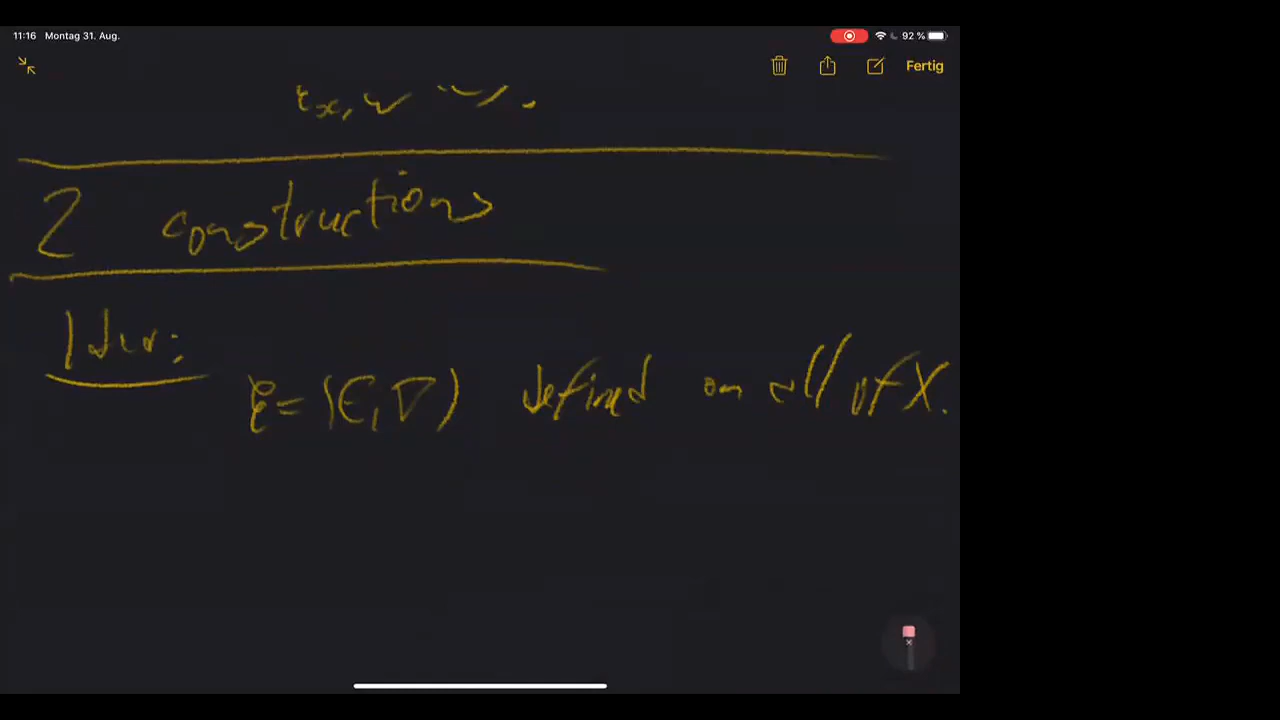 11:16 Montag 31. Aug. 92 %
Fertig
2 constructions
Idea:
ξ = (E, ∇) defined on all of X.